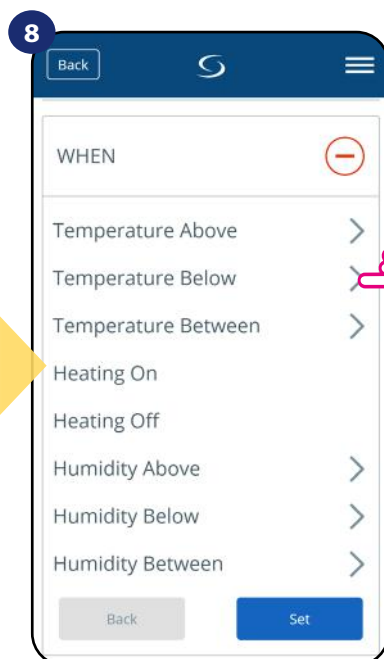 8
Back
WHEN
Temperature Above
Temperature Below
Temperature Between
Heating On
Heating Off
Humidity Above
Humidity Below
Humidity Between
Back Set